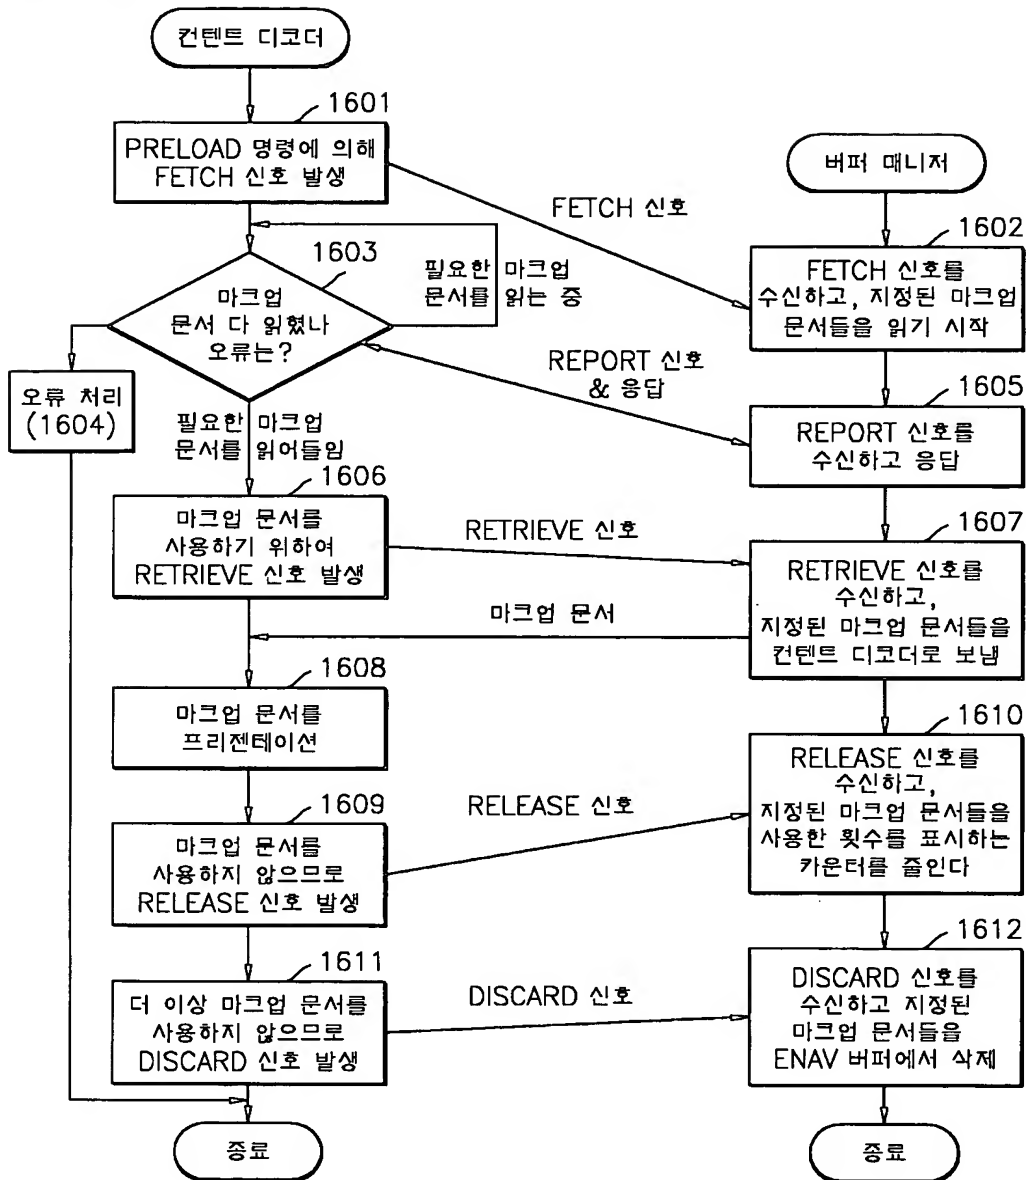 컨텐트 디코더
1601
PRELOAD 명령에 의해
FETCH 신호 발생
버퍼 매니저
FETCH 신호
1602
FETCH 신호를
수신하고, 지정된 마크업
문서들을 읽기 시작
1603
필요한 마크업
문서를 읽는 중
마크업
문서 다 읽혔나
오류는?
REPORT 신호
& 응답
오류 처리
(1604)
1605
REPORT 신호를
수신하고 응답
필요한 마크업
문서를 읽어들임
1606
마크업 문서를
사용하기 위하여
RETRIEVE 신호 발생
RETRIEVE 신호
1607
RETRIEVE 신호를
수신하고,
지정된 마크업 문서들을
컨텐트 디코더로 보냄
마크업 문서
1608
마크업 문서를
프리젠테이션
1610
RELEASE 신호를
수신하고,
지정된 마크업 문서들을
사용한 횟수를 표시하는
카운터를 줄인다
1609
마크업 문서를
사용하지 않으므로
RELEASE 신호 발생
RELEASE 신호
1611
더 이상 마크업 문서를
사용하지 않으므로
DISCARD 신호 발생
DISCARD 신호
1612
DISCARD 신호를
수신하고 지정된
마크업 문서들을
ENAV 버퍼에서 삭제
종료
종료